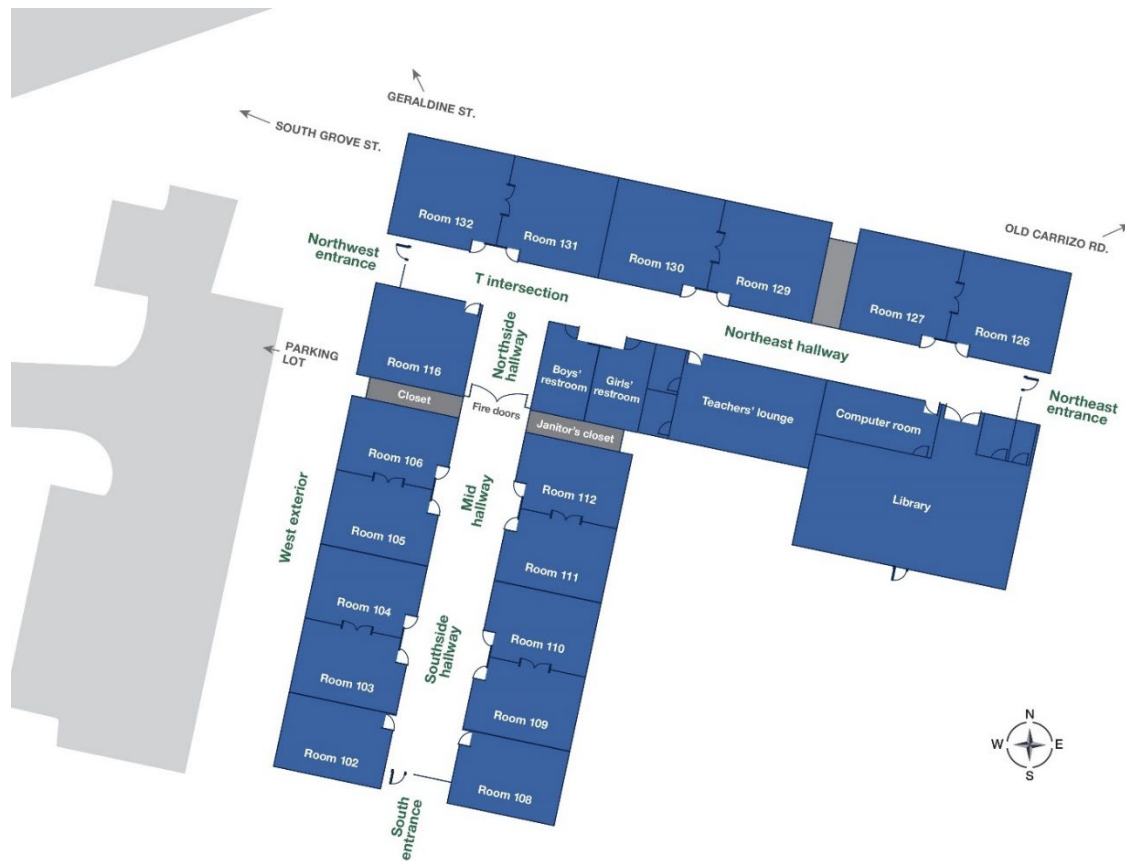 GERALDINE ST.
SOUTH GROVE ST.
OLD CARRIZO RD.
Northwest
entrance
Room 132
Room 131
Room 130
Room 129
Room 127
Room 126
T intersection
Northeast hallway
Northside
hallway
PARKING
LOT
Room 116
Closet
Fire doors
Boys'
restroom
Girls'
restroom
Janitor's closet
Teachers' lounge
Computer room
Northeast
entrance
Library
Room 106
Mid
hallway
Room 112
West exterior
Room 105
Room 111
Room 104
Room 110
Southside
hallway
Room 103
Room 109
Room 102
Room 108
South
entrance
N
W
E
S